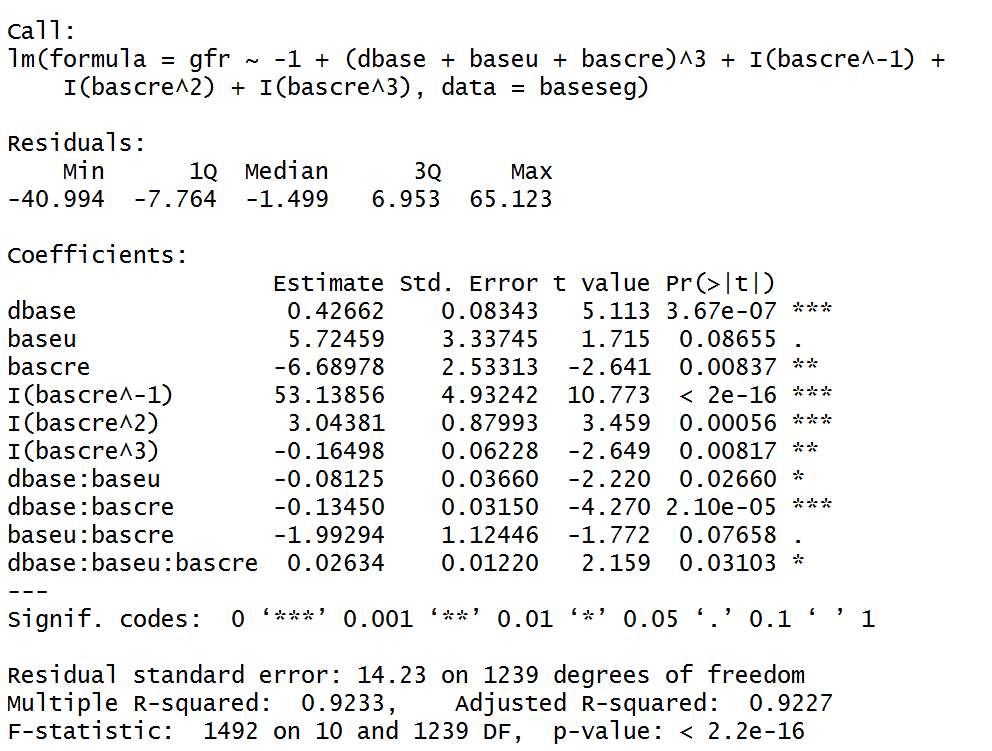 Call:
lm(formula = gfr ~ -1 + (dbase + baseu + bascre)^3 + I(bascre^-1) +
    I(bascre^2) + I(bascre^3), data = baseseg)

Residuals:
    Min      1Q  Median      3Q     Max
-40.994  -7.764  -1.499   6.953  65.123

Coefficients:
                   Estimate Std. Error t value Pr(>|t|)
dbase               0.42662    0.08343   5.113 3.67e-07 ***
baseu               5.72459    3.33745   1.715  0.08655 .
bascre             -6.68978    2.53313  -2.641  0.00837 **
I(bascre^-1)       53.13856    4.93242  10.773  < 2e-16 ***
I(bascre^2)         3.04381    0.87993   3.459  0.00056 ***
I(bascre^3)        -0.16498    0.06228  -2.649  0.00817 **
dbase:baseu        -0.08125    0.03660  -2.220  0.02660 *
dbase:bascre       -0.13450    0.03150  -4.270 2.10e-05 ***
baseu:bascre       -1.99294    1.12446  -1.772  0.07658 .
dbase:baseu:bascre  0.02634    0.01220   2.159  0.03103 *
---
Signif. codes:  0 ‘***’ 0.001 ‘**’ 0.01 ‘*’ 0.05 ‘.’ 0.1 ‘ ’ 1

Residual standard error: 14.23 on 1239 degrees of freedom
Multiple R-squared:  0.9233,    Adjusted R-squared:  0.9227
F-statistic:  1492 on 10 and 1239 DF,  p-value: < 2.2e-16